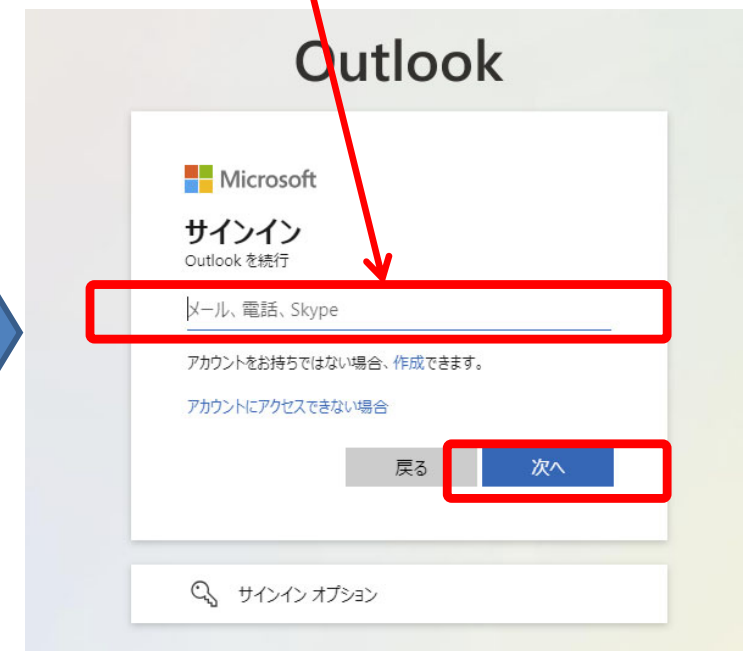 Outlook
Microsoft
サインイン
Outlook を続行
メール、電話、Skype
アカウントをお持ちではない場合、作成できます。
アカウントにアクセスできない場合
戻る 次へ
サインイン オプション